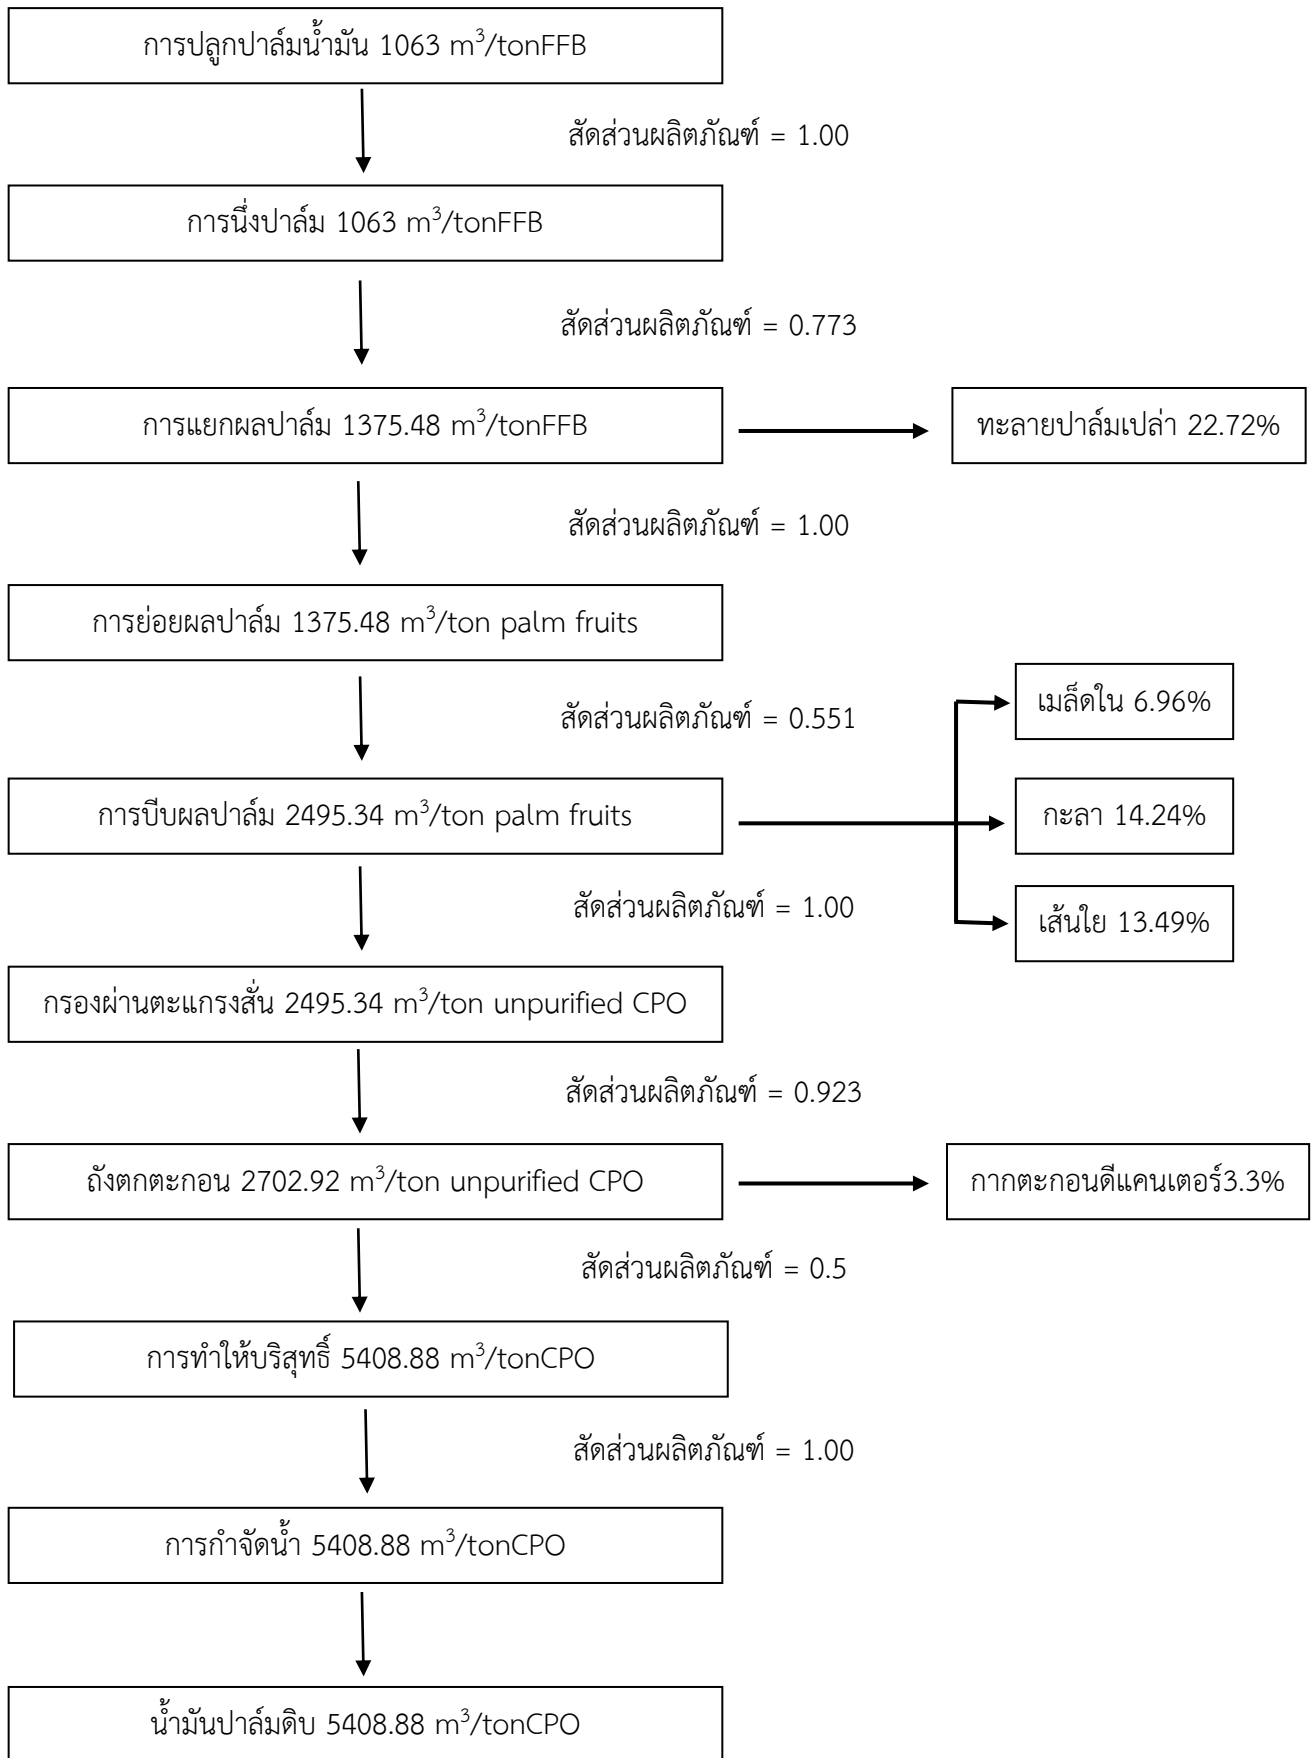 การปลูกปาล์มน้ำมัน 1063 m³/tonFFB
สัดส่วนผลิตภัณฑ์ = 1.00
การนึ่งปาล์ม 1063 m³/tonFFB
สัดส่วนผลิตภัณฑ์ = 0.773
การแยกผลปาล์ม 1375.48 m³/tonFFB
ทะลายปาล์มเปล่า 22.72%
สัดส่วนผลิตภัณฑ์ = 1.00
การย่อยผลปาล์ม 1375.48 m³/ton palm fruits
สัดส่วนผลิตภัณฑ์ = 0.551
เมล็ดใน 6.96%
การบีบผลปาล์ม 2495.34 m³/ton palm fruits
กะลา 14.24%
สัดส่วนผลิตภัณฑ์ = 1.00
เส้นใย 13.49%
กรองผ่านตะแกรงสั่น 2495.34 m³/ton unpurified CPO
สัดส่วนผลิตภัณฑ์ = 0.923
ถังตกตะกอน 2702.92 m³/ton unpurified CPO
กากตะกอนดีแคนเตอร์3.3%
สัดส่วนผลิตภัณฑ์ = 0.5
การทำให้บริสุทธิ์ 5408.88 m³/tonCPO
สัดส่วนผลิตภัณฑ์ = 1.00
การกำจัดน้ำ 5408.88 m³/tonCPO
น้ำมันปาล์มดิบ 5408.88 m³/tonCPO